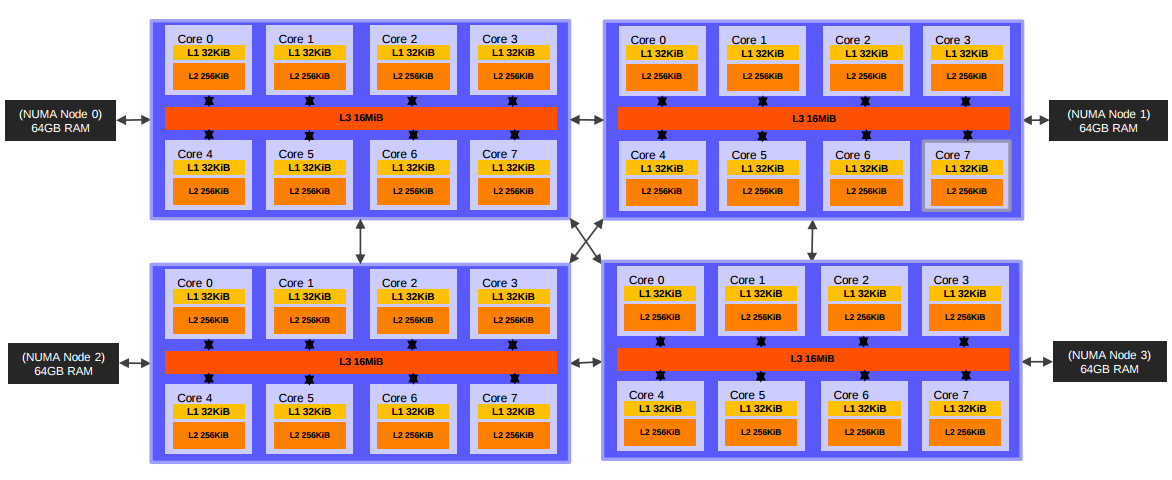 Core 0 Core 1 Core 2 Core 3
L1 32KiB L1 32KiB L1 32KiB L1 32KiB
L2 256KiB L2 256KiB L2 256KiB L2 256KiB
(NUMA Node 0)
64GB RAM
L3 16MiB
Core 4 Core 5 Core 6 Core 7
L1 32KiB L1 32KiB L1 32KiB L1 32KiB
L2 256KiB L2 256KiB L2 256KiB L2 256KiB
Core 0 Core 1 Core 2 Core 3
L1 32KiB L1 32KiB L1 32KiB L1 32KiB
L2 256KiB L2 256KiB L2 256KiB L2 256KiB
L3 16MiB
(NUMA Node 1)
64GB RAM
Core 4 Core 5 Core 6 Core 7
L1 32KiB L1 32KiB L1 32KiB L1 32KiB
L2 256KiB L2 256KiB L2 256KiB L2 256KiB
Core 0 Core 1 Core 2 Core 3
L1 32KiB L1 32KiB L1 32KiB L1 32KiB
L2 256KiB L2 256KiB L2 256KiB L2 256KiB
(NUMA Node 2)
64GB RAM
L3 16MiB
Core 4 Core 5 Core 6 Core 7
L1 32KiB L1 32KiB L1 32KiB L1 32KiB
L2 256KiB L2 256KiB L2 256KiB L2 256KiB
Core 0 Core 1 Core 2 Core 3
L1 32KiB L1 32KiB L1 32KiB L1 32KiB
L2 256KiB L2 256KiB L2 256KiB L2 256KiB
L3 16MiB
(NUMA Node 3)
64GB RAM
Core 4 Core 5 Core 6 Core 7
L1 32KiB L1 32KiB L1 32KiB L1 32KiB
L2 256KiB L2 256KiB L2 256KiB L2 256KiB